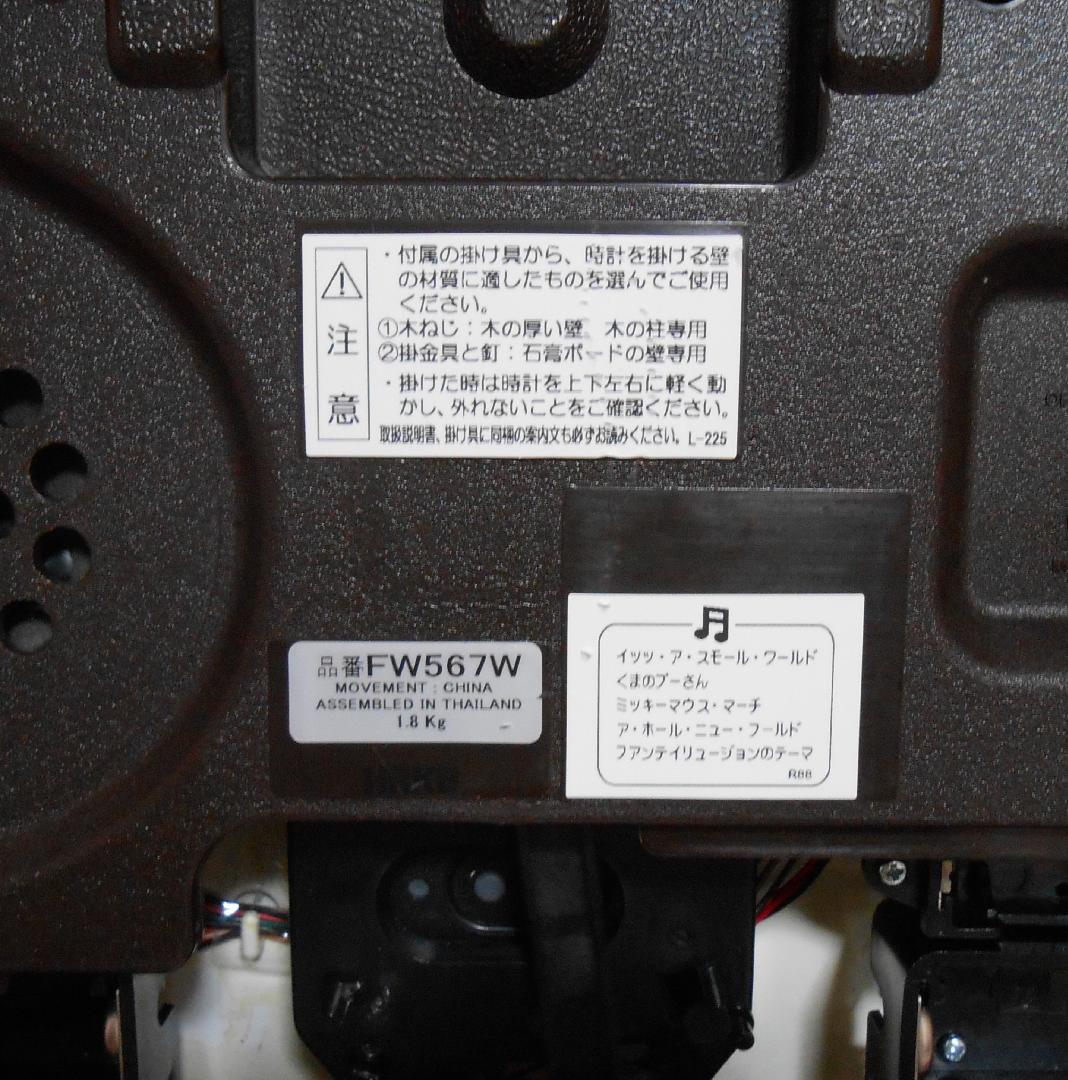 注意
・付属の掛け具から、時計を掛ける壁
の材質に適したものを選んでご使用
ください。
①木ねじ：木の厚い壁、木の柱専用
②掛金具と釘：石膏ボードの壁専用
・掛けた時は時計を上下左右に軽く動
かし、外れないことをご確認ください。
取扱説明書、掛け具に同梱の案内文も必ずお読みください。 L-225
品番FW567W
MOVEMENT : CHINA
ASSEMBLED IN THAILAND
1.8 Kg
イッツ・ア・スモール・ワールド
くまのプーさん
ミッキーマウス・マーチ
ア・ホール・ニュー・ワールド
ファンティリュージョンのテーマ
R88